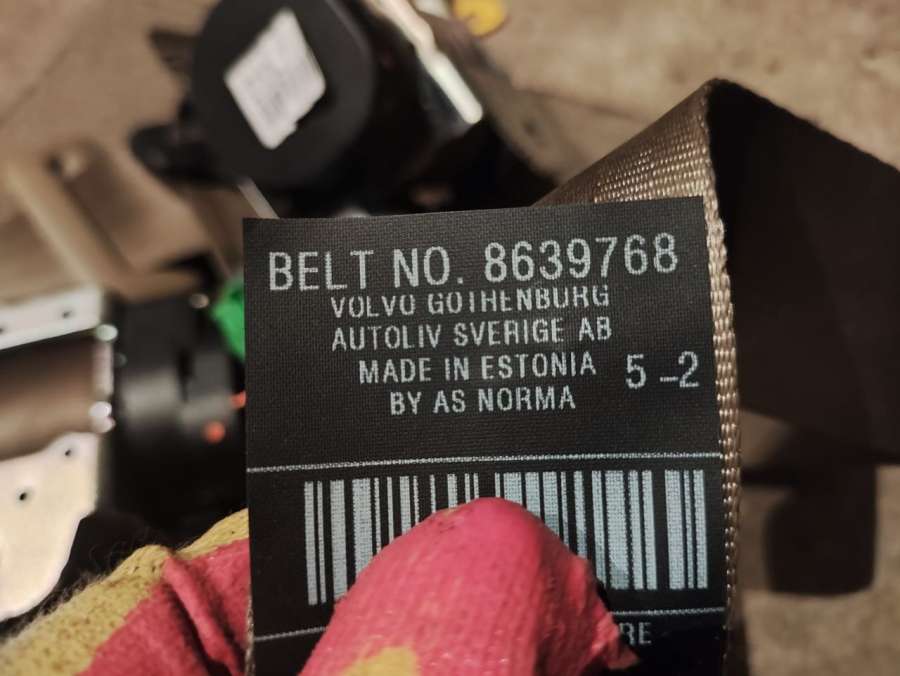 BELT NO. 8639768
VOLVO GOTHENBURG
AUTOLIV SVERIGE AB
MADE IN ESTONIA 5-2
BY AS NORMA